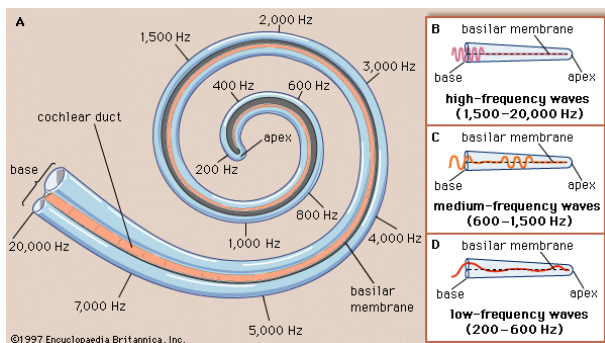 A
2,000 Hz
1,500 Hz
3,000 Hz
400 Hz
600 Hz
cochlear duct
apex
200 Hz
base
800 Hz
20,000 Hz
1,000 Hz
4,000 Hz
7,000 Hz
basilar
membrane
5,000 Hz
©1997 Encyclopaedia Britannica, Inc.
B
basilar membrane
base
apex
high-frequency waves
(1,500–20,000 Hz)
C
basilar membrane
base
apex
medium-frequency waves
(600–1,500 Hz)
D
basilar membrane
base
apex
low-frequency waves
(200–600 Hz)